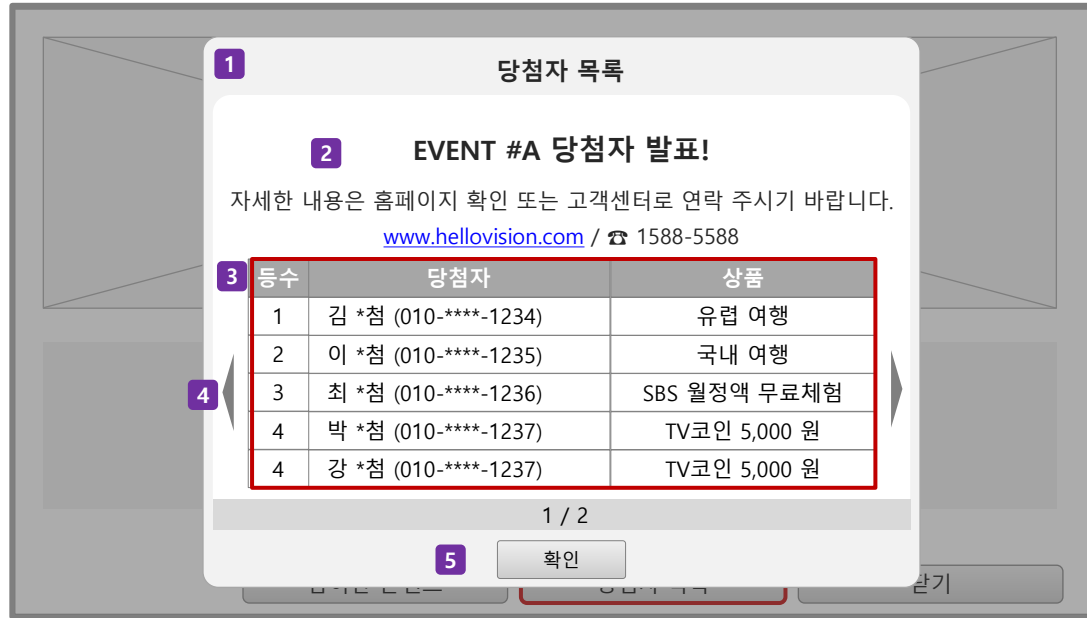 1
당첨자 목록
2
EVENT #A 당첨자 발표!
자세한 내용은 홈페이지 확인 또는 고객센터로 연락 주시기 바랍니다.
www.hellovision.com / ☎ 1588-5588
3
등수 당첨자 상품
1 김 *첨 (010-****-1234) 유럽 여행
2 이 *첨 (010-****-1235) 국내 여행
4
3 최 *첨 (010-****-1236) SBS 월정액 무료체험
4 박 *첨 (010-****-1237) TV코인 5,000 원
4 강 *첨 (010-****-1237) TV코인 5,000 원
1 / 2
5
확인
닫기